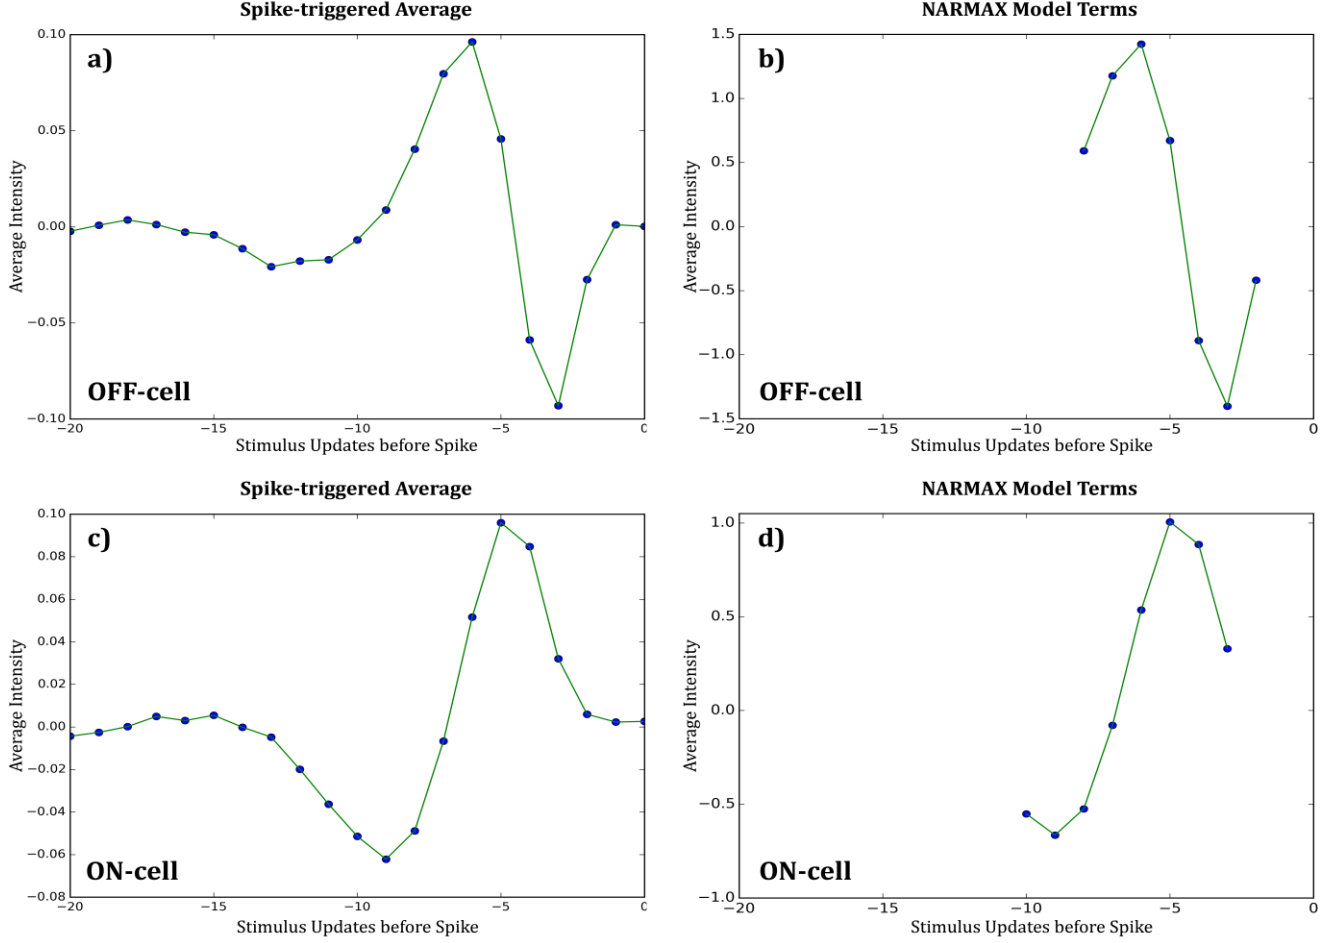 Spike-triggered Average
a)
0.10
0.05
0.00
−0.05
−0.10
Average Intensity
OFF-cell
−20
−15
−10
−5
0
Stimulus Updates before Spike
NARMAX Model Terms
b)
1.5
1.0
0.5
0.0
−0.5
−1.0
−1.5
Average Intensity
OFF-cell
−20
−15
−10
−5
0
Stimulus Updates before Spike
Spike-triggered Average
c)
0.10
0.08
0.06
0.04
0.02
0.00
−0.02
−0.04
−0.06
−0.08
Average Intensity
ON-cell
−20
−15
−10
−5
0
Stimulus Updates before Spike
NARMAX Model Terms
d)
1.0
0.5
0.0
−0.5
−1.0
Average Intensity
ON-cell
−20
−15
−10
−5
0
Stimulus Updates before Spike